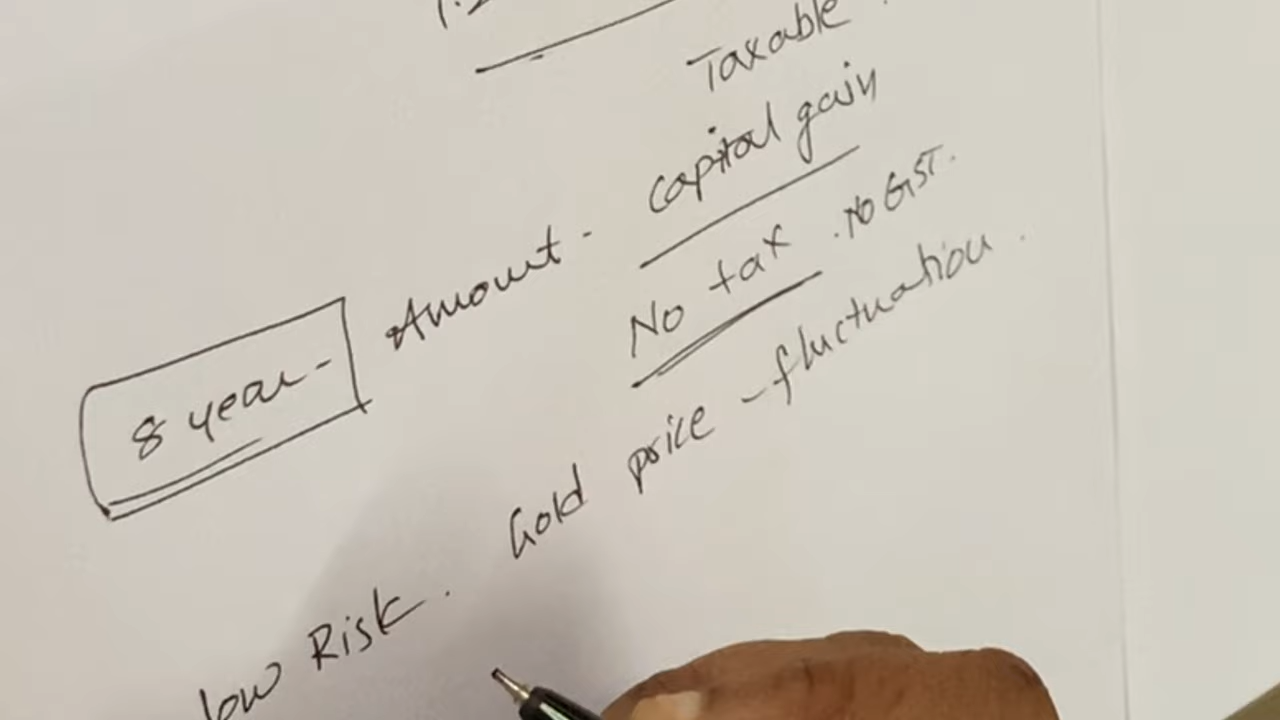 Taxable
Capital gain
8 year - Amount -
No tax . No GST.
Gold price - fluctuation .
low Risk .